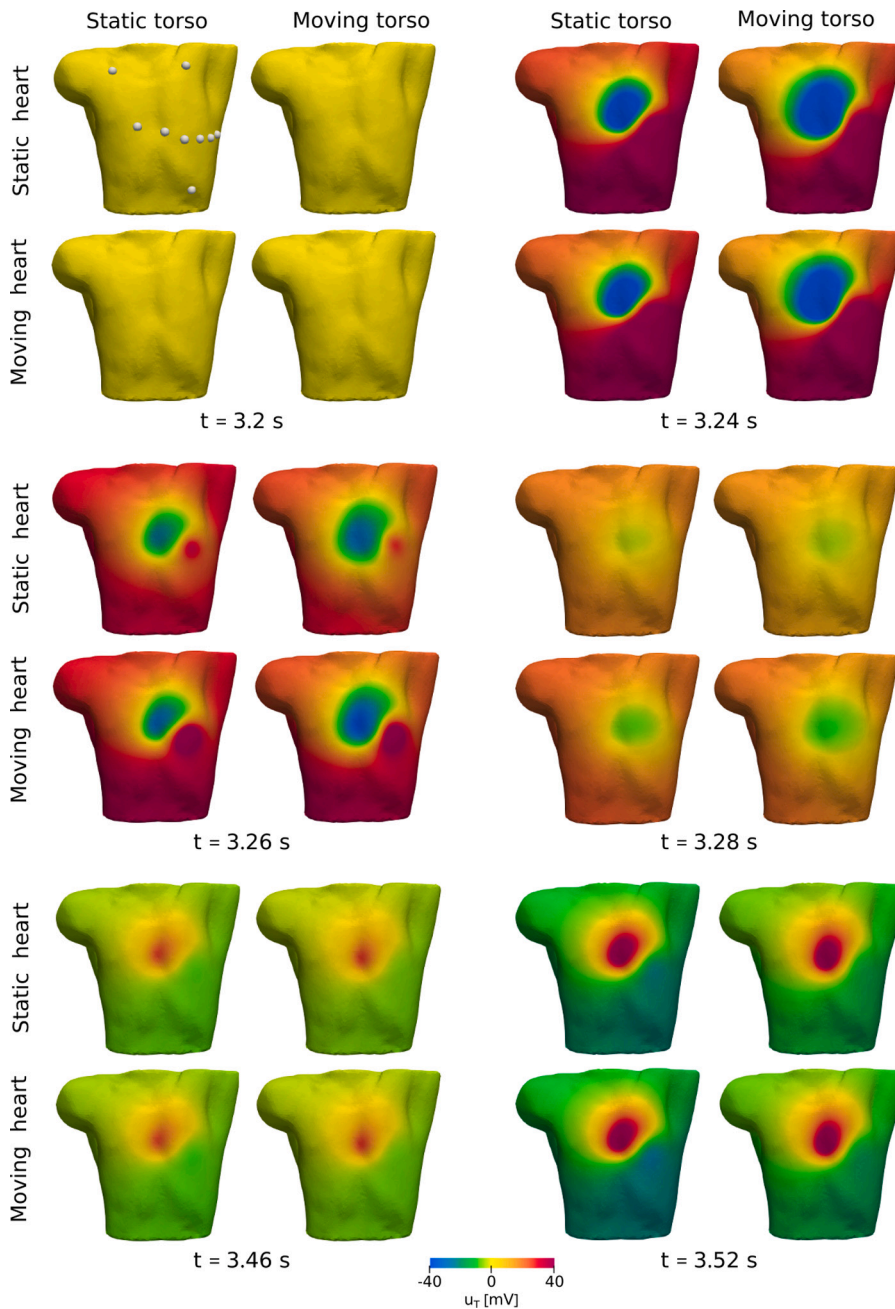 Static torso Moving torso Static torso Moving torso
Static heart
Moving heart
t = 3.2 s t = 3.24 s
Static heart
Moving heart
t = 3.26 s t = 3.28 s
Static heart
Moving heart
t = 3.46 s t = 3.52 s
-40 0 40
u_T [mV]